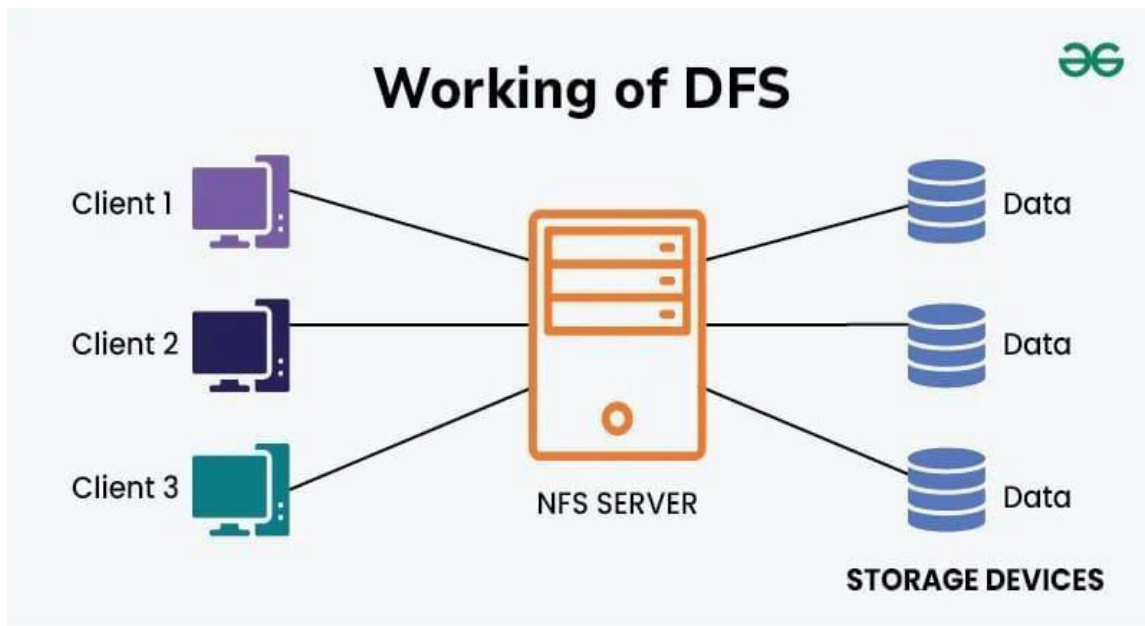 Working of DFS
Client 1
Data
Client 2
Data
Client 3
NFS SERVER
Data
STORAGE DEVICES